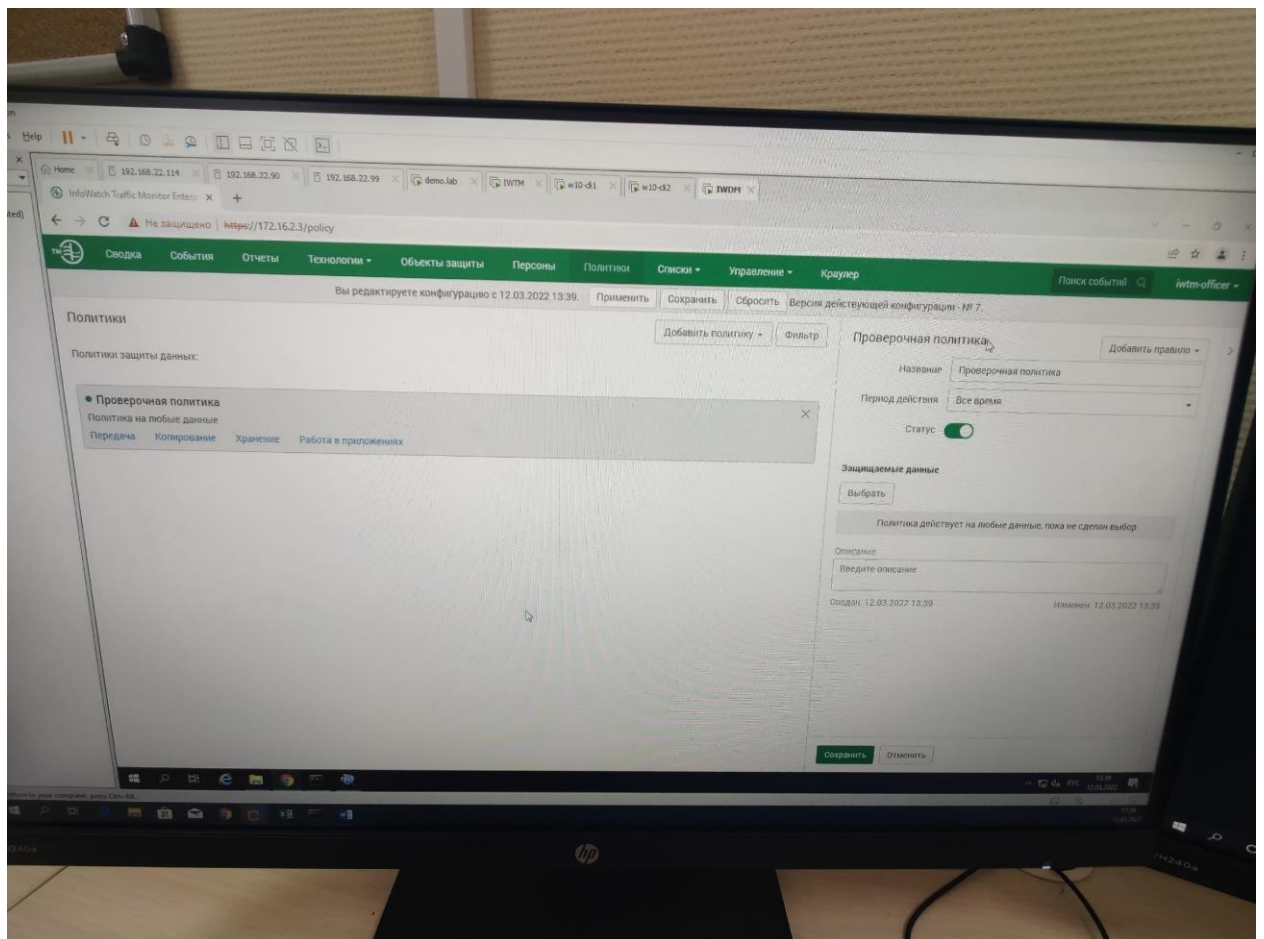 Help
Home 192.168.22.114 192.168.22.90 192.168.22.99 demo.lab IWTM w10-di1 w10-di2 IWDM
InfoWatch Traffic Monitor Enterp
Не защищено https://172.16.2.3/policy
Сводка События Отчеты Технологии Объекты защиты Персоны Политики Списки Управление Краулер Поиск событий iwtm-officer
Вы редактируете конфигурацию с 12.03.2022 13:39. Применить Сохранить Сбросить Версия действующей конфигурации - № 7.
Политики
Добавить политику Фильтр
Политики защиты данных:
Проверочная политика
Политика на любые данные
Передача Копирование Хранение Работа в приложениях
Проверочная политика
Добавить правило
Название Проверочная политика
Период действия Все время
Статус
Защищаемые данные
Выбрать
Политика действует на любые данные, пока не сделан выбор
Описание
Введите описание
Создан: 12.03.2022 13:39 Изменен: 12.03.2022 13:39
Сохранить Отменить
РУС 13:39
12.03.2022
hp